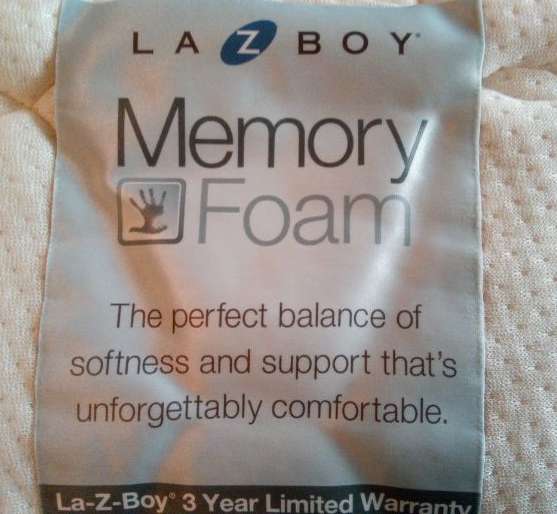 LA Z BOY®
Memory
Foam
The perfect balance of
softness and support that's
unforgettably comfortable.
La-Z-Boy® 3 Year Limited Warranty